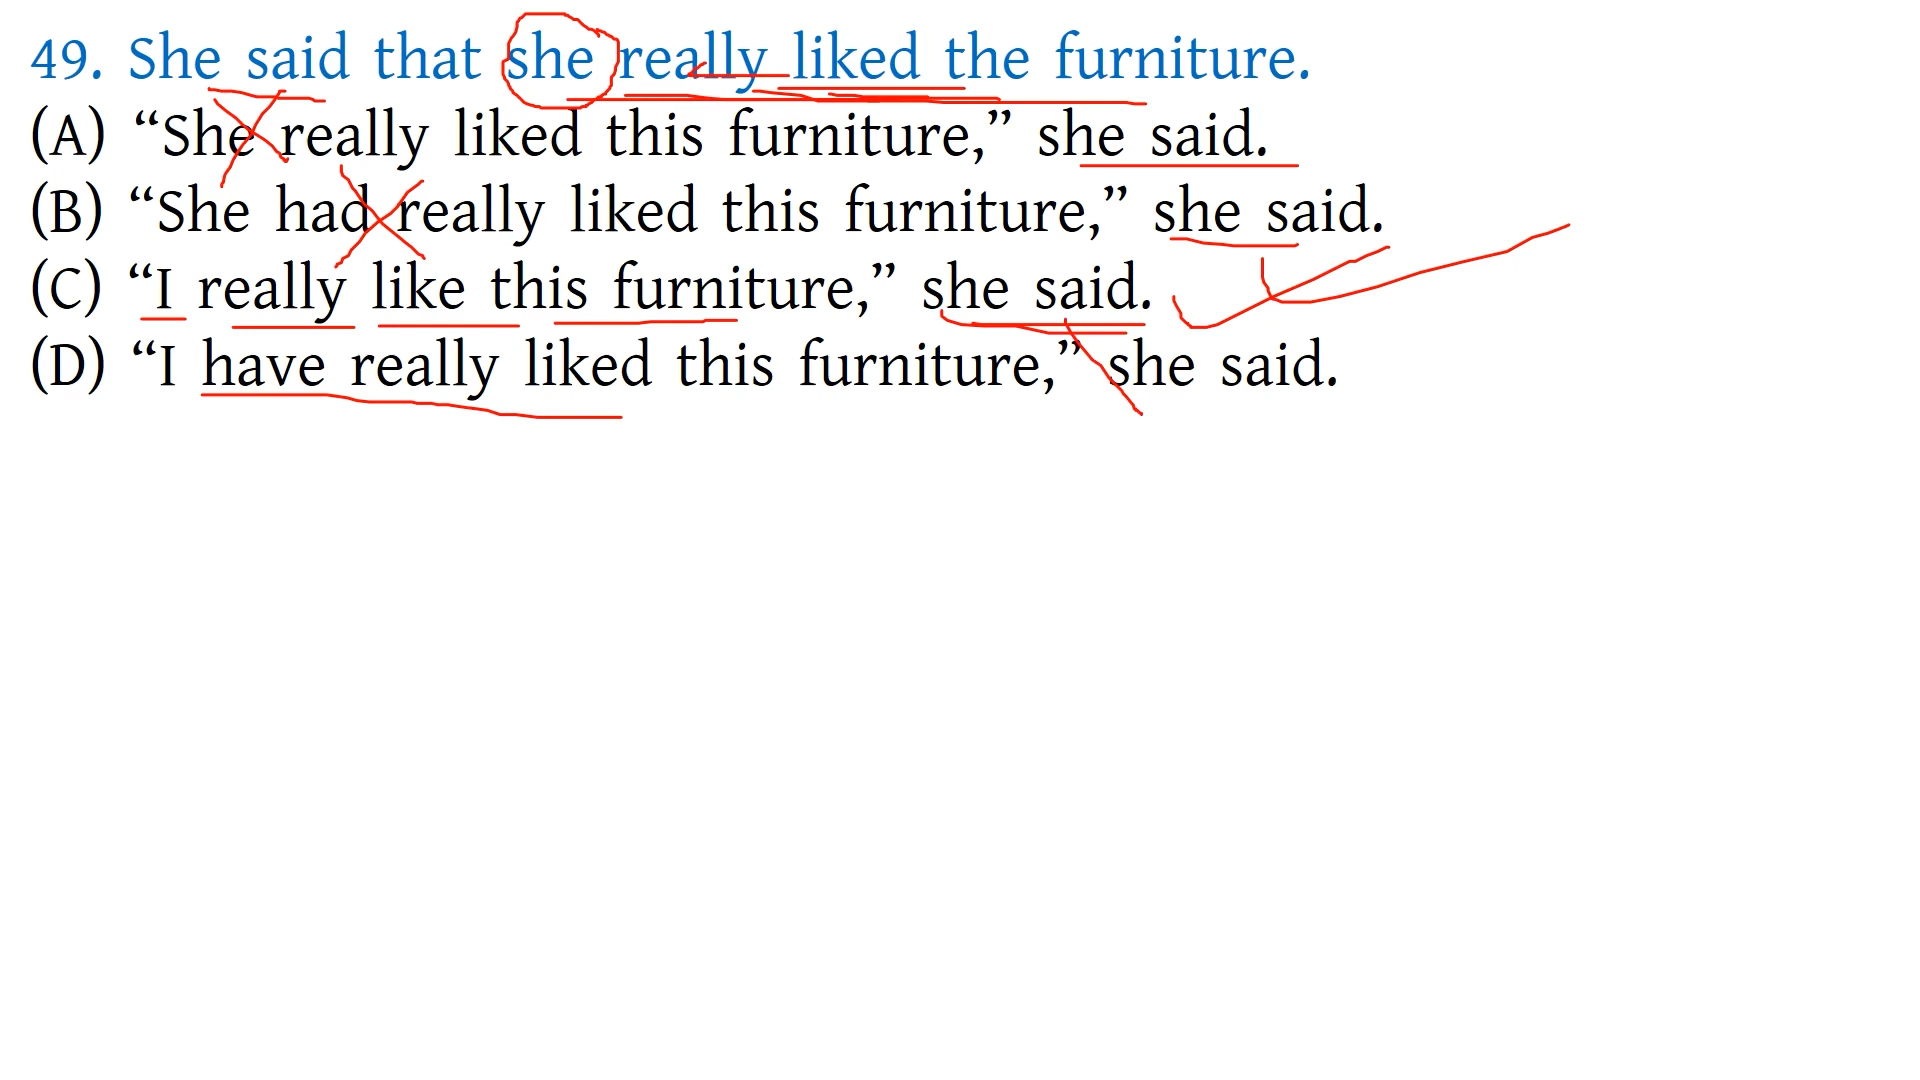 49. She said that she really liked the furniture.
(A) “She really liked this furniture,” she said.
(B) “She had really liked this furniture,” she said.
(C) “I really like this furniture,” she said.
(D) “I have really liked this furniture,” she said.